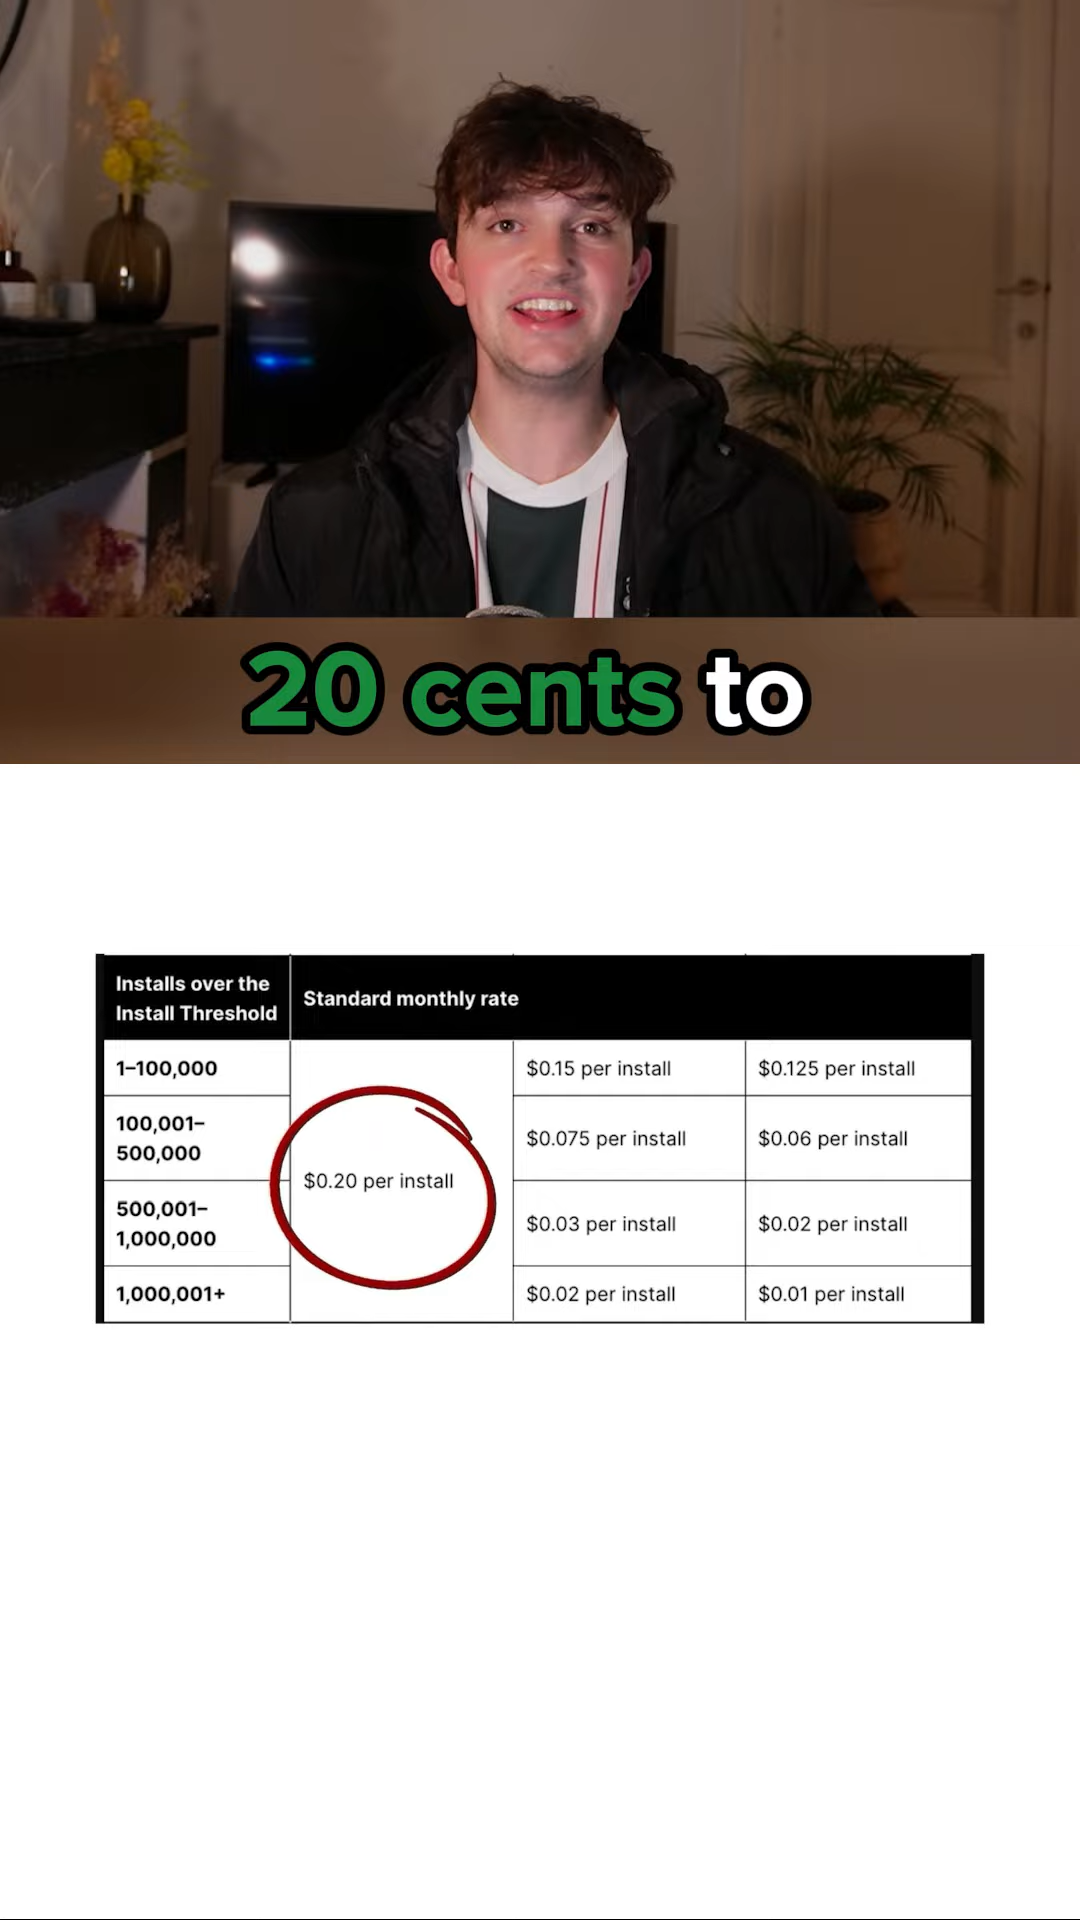 20 cents to
Installs over the
Install Threshold
Standard monthly rate
1–100,000
$0.15 per install
$0.125 per install
100,001–
500,000
$0.075 per install
$0.06 per install
$0.20 per install
500,001–
1,000,000
$0.03 per install
$0.02 per install
1,000,001+
$0.02 per install
$0.01 per install